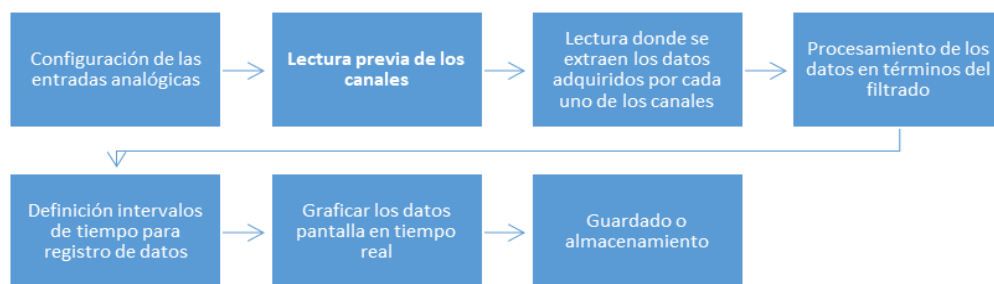 Configuración de las
entradas analógicas
Lectura previa de los
canales
Lectura donde se
extraen los datos
adquiridos por cada
uno de los canales
Procesamiento de los
datos en términos del
filtrado
Definición intervalos
de tiempo para
registro de datos
Graficar los datos
pantalla en tiempo
real
Guardado o
almacenamiento